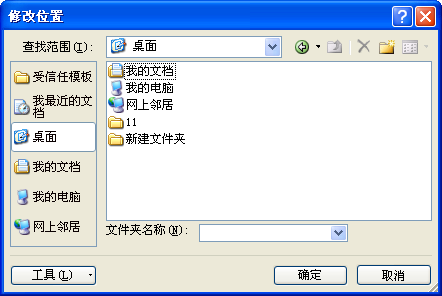 修改位置
查找范围(I):
桌面
受信任模板
我最近的文
档
桌面
我的文档
我的电脑
网上邻居
我的文档
我的电脑
网上邻居
11
新建文件夹
文件夹名称(N):
工具(L)
确定
取消